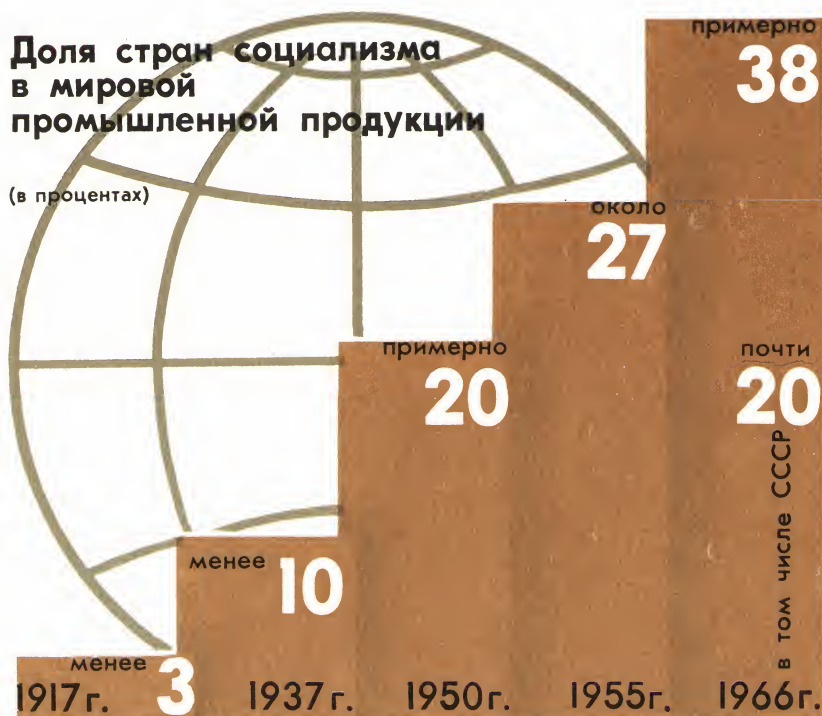 Доля стран социализма
в мировой
промышленной продукции
(в процентах)
примерно
38
около
27
примерно
20
почти
20
в том числе СССР
менее
10
менее
3
1917г.
1937г.
1950г.
1955г.
1966г.